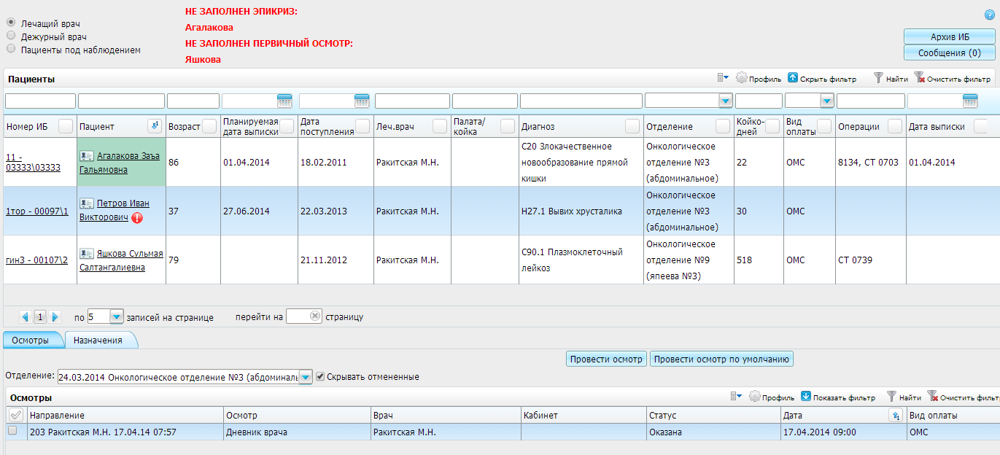 НЕ ЗАПОЛНЕН ЭПИКРИЗ:
Лечащий врач
Агалакова
Дежурный врач
НЕ ЗАПОЛНЕН ПЕРВИЧНЫЙ ОСМОТР:
Архив ИБ
Пациенты под наблюдением
Сообщения (0)
Яшкова
Пациенты Профиль Скрыть фильтр Найти Очистить фильтр
Номер ИБ Пациент Возраст Планируемая дата выписки Дата поступления Леч.врач Палата/ койка Диагноз Отделение Койко-дней Вид оплаты Операции Дата выписки
11 - 03333\03333 Агалакова Заъа Гальямовна 86 01.04.2014 18.02.2011 Ракитская М.Н. C20 Злокачественное новообразование прямой кишки Онкологическое отделение №3 (абдоминальное) 22 ОМС 8134, СТ 0703 01.04.2014
1тор - 00097\1 Петров Иван Викторович 37 27.06.2014 22.03.2013 Ракитская М.Н. H27.1 Вывих хрусталика Онкологическое отделение №3 (абдоминальное) 30 ОМС
гин3 - 00107\2 Яшкова Сульмая Салтангалиевна 79 21.11.2012 Ракитская М.Н. C90.1 Плазмоклеточный лейкоз Онкологическое отделение №9 (япеева №3) 518 ОМС СТ 0739
1 по 5 записей на странице перейти на страницу
Осмотры Назначения
Провести осмотр Провести осмотр по умолчанию
Отделение: 24.03.2014 Онкологическое отделение №3 (абдоминаль Скрывать отмененные
Осмотры Профиль Показать фильтр Найти Очистить фильт
Направление Осмотр Врач Кабинет Статус Дата 1 Вид оплаты
203 Ракитская М.Н. 17.04.14 07:57 Дневник врача Ракитская М.Н. Оказана 17.04.2014 09:00 ОМС